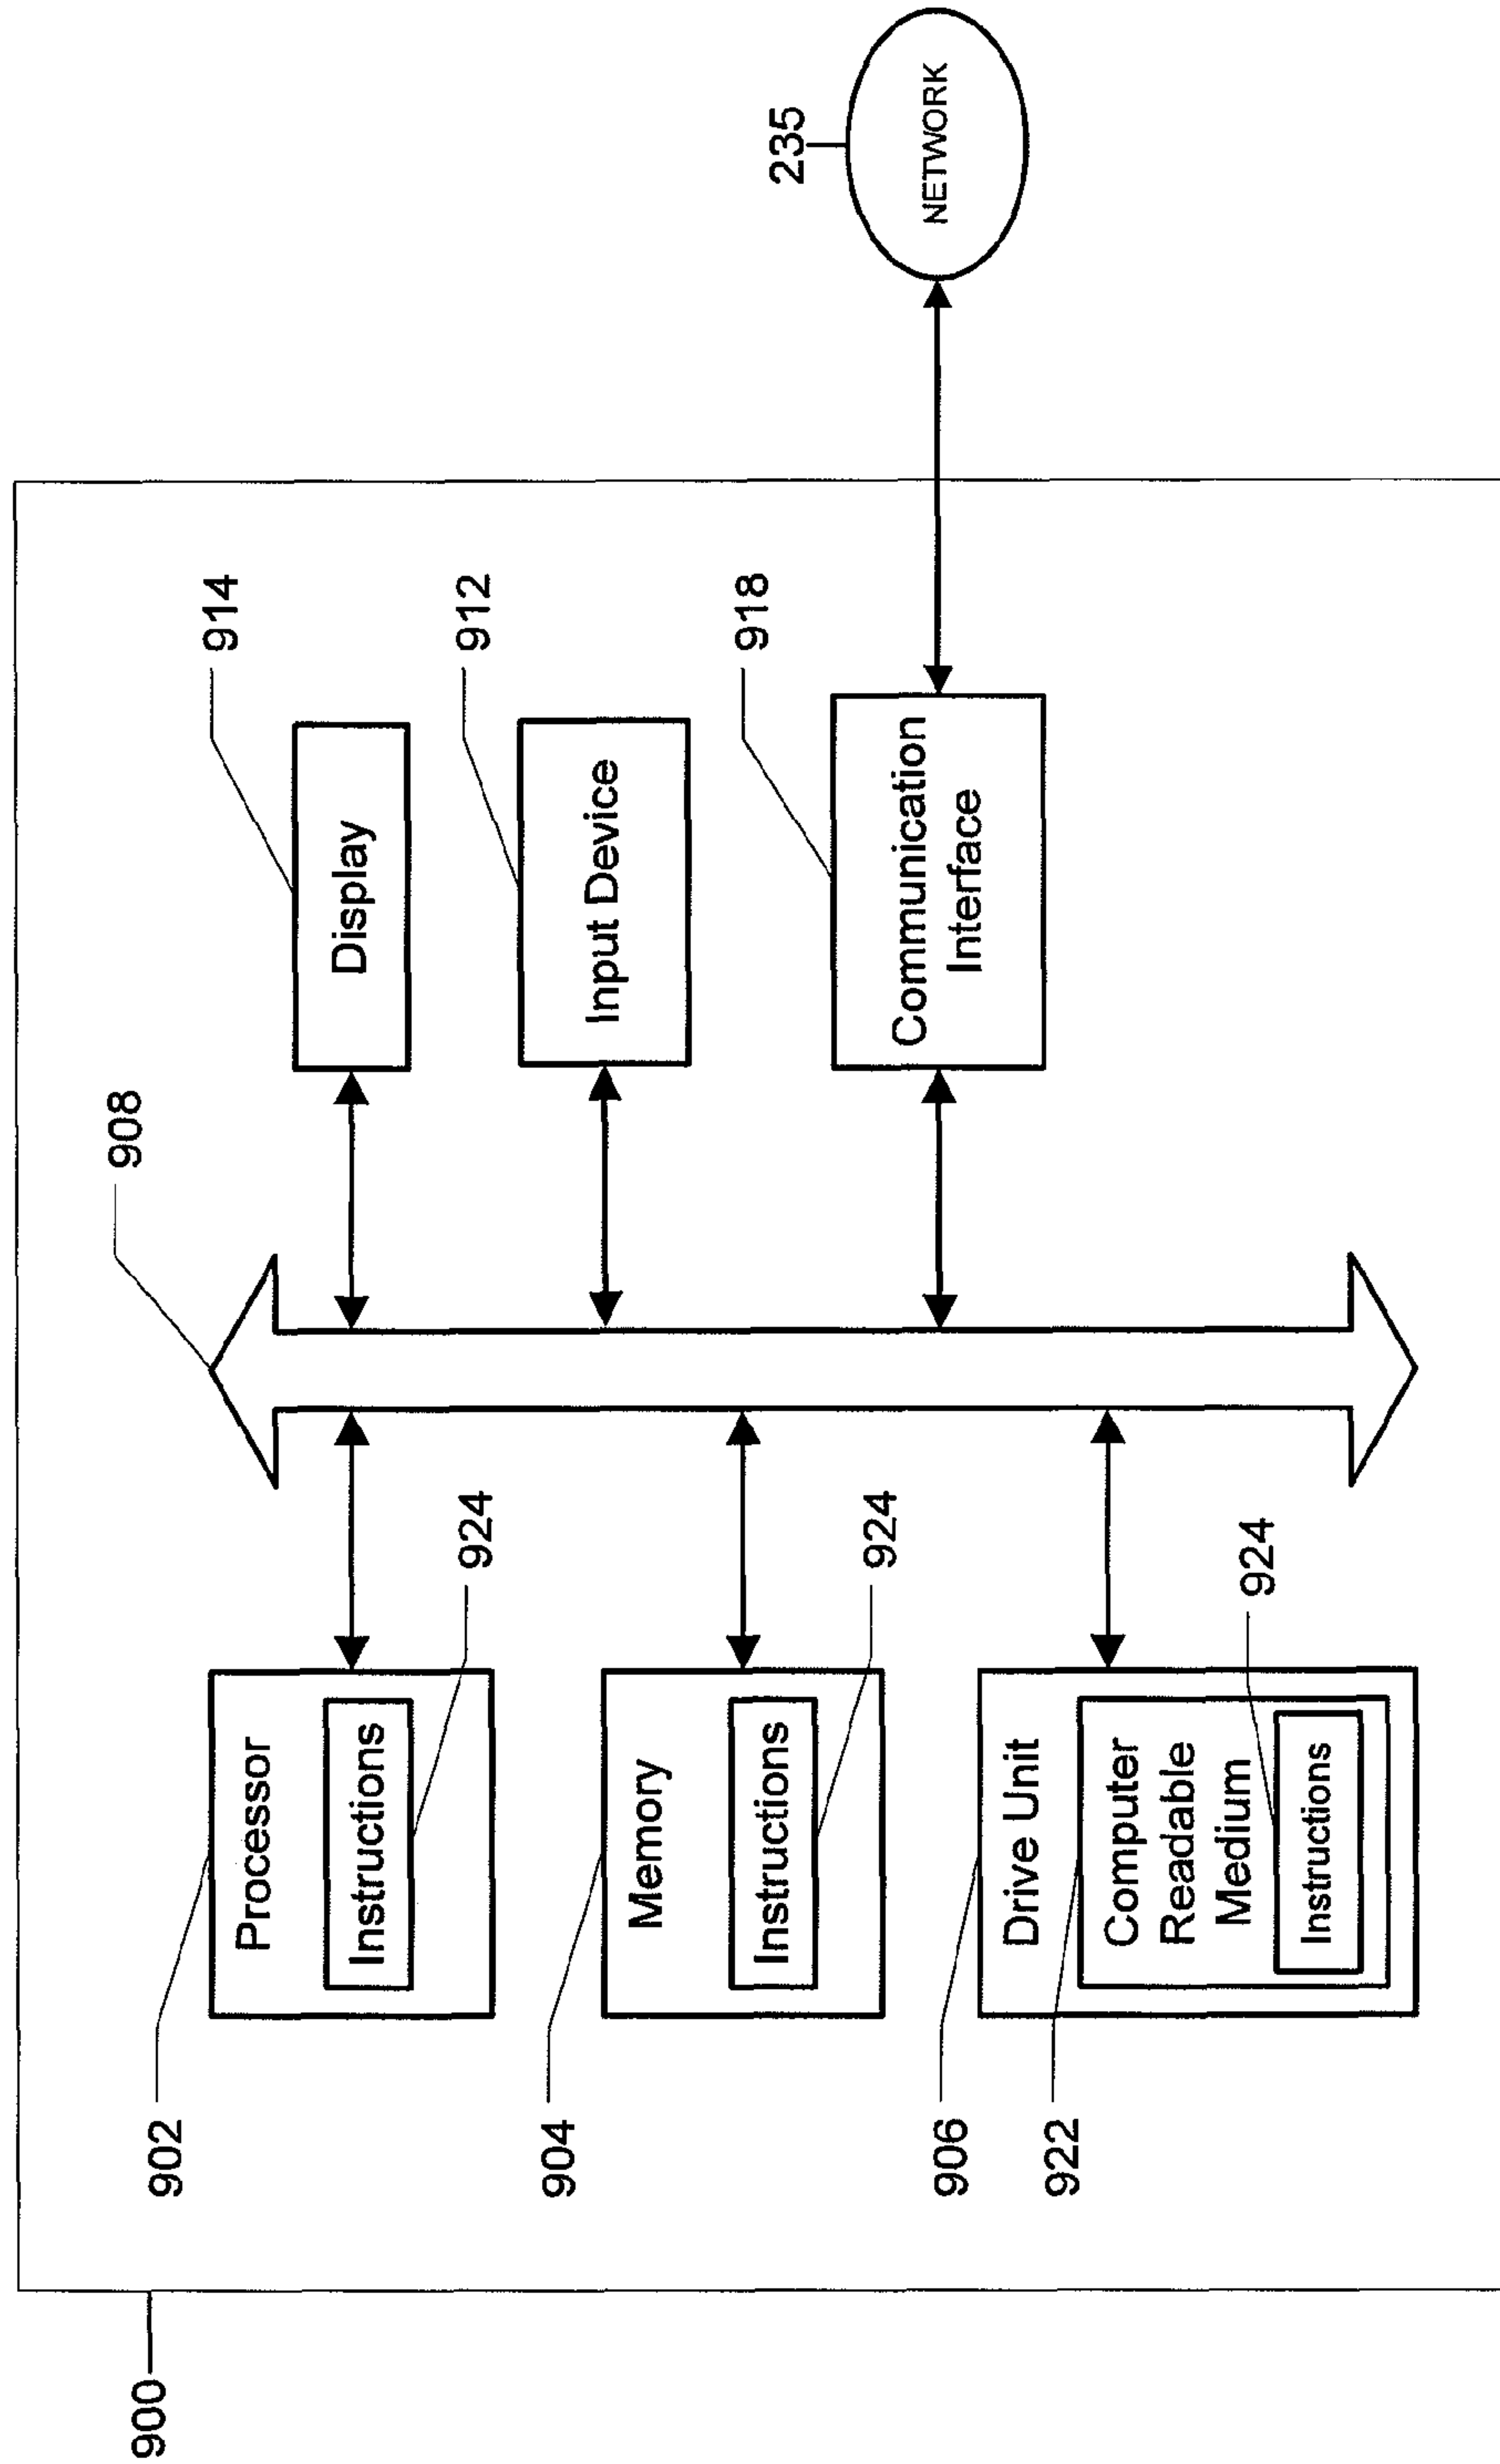 900
902
Processor
Instructions
924
908
914
Display
904
Memory
Instructions
924
912
Input Device
906
922
Drive Unit
Computer
Readable
Medium
Instructions
924
918
Communication
Interface
235
NETWORK